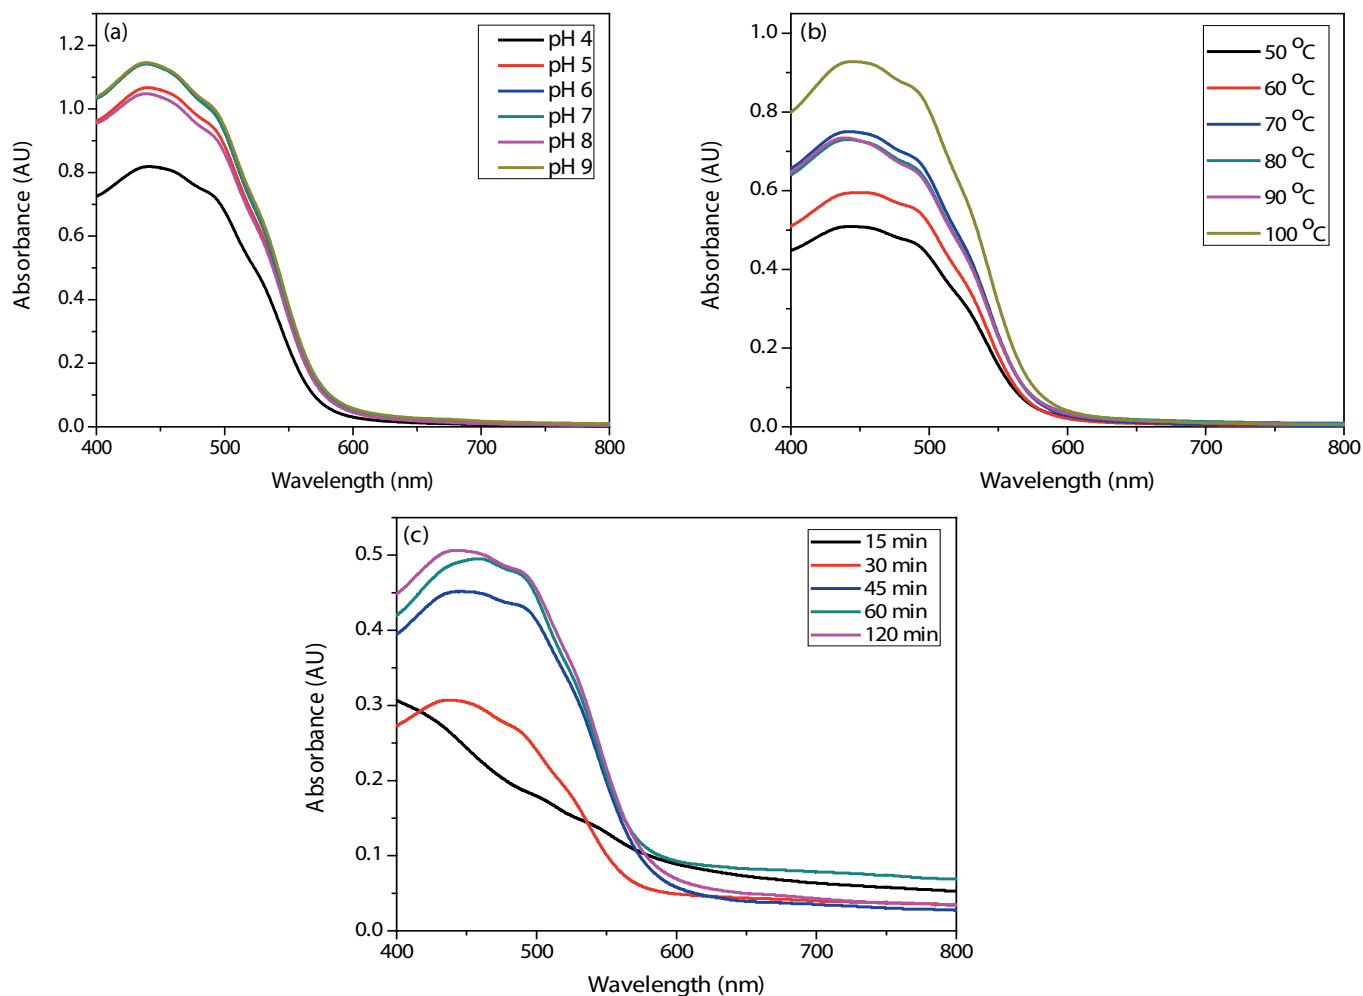 (a)
pH 4
pH 5
pH 6
pH 7
pH 8
pH 9
1.2
1.0
0.8
0.6
0.4
0.2
0.0
Absorbance (AU)
400 500 600 700 800
Wavelength (nm)
(b)
50 °C
60 °C
70 °C
80 °C
90 °C
100 °C
1.0
0.8
0.6
0.4
0.2
0.0
Absorbance (AU)
400 500 600 700 800
Wavelength (nm)
(c)
15 min
30 min
45 min
60 min
120 min
0.5
0.4
0.3
0.2
0.1
0.0
Absorbance (AU)
400 500 600 700 800
Wavelength (nm)